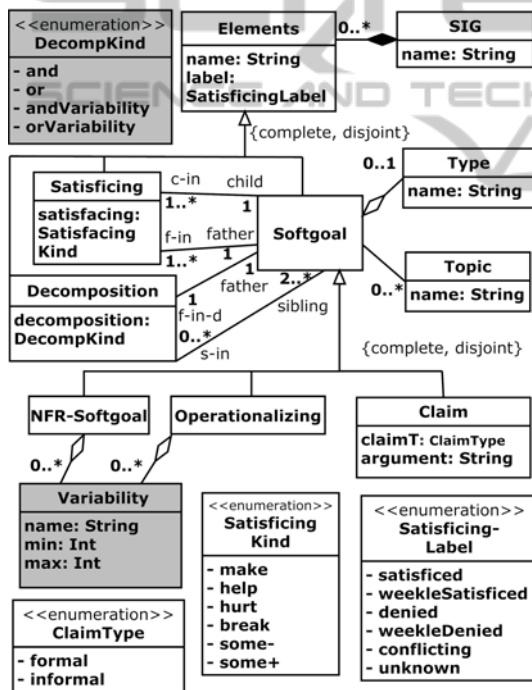 <<enumeration>>
DecompKind
- and
- or
- andVariability
- orVariability
Elements
name: String
label:
SatisficingLabel
0..*
SIG
name: String
SCIENCE AND TECH
{complete, disjoint}
Satisficing
satisfacing:
Satisfacing
Kind
c-in
child
1..*
1
f-in
father
1..*
1
Softgoal
0..1
Type
name: String
Topic
name: String
0..*
Decomposition
decomposition:
DecompKind
1
father
1
f-in-d
2..*
sibling
0..*
s-in
{complete, disjoint}
NFR-Softgoal
Operationalizing
Claim
claimT: ClaimType
argument: String
0..*
0..*
Variability
name: String
min: Int
max: Int
<<enumeration>>
Satisficing
Kind
- make
- help
- hurt
- break
- some-
- some+
<<enumeration>>
Satisficing-
Label
- satisficed
- weekleSatisficed
- denied
- weekleDenied
- conflicting
- unknown
<<enumeration>>
ClaimType
- formal
- informal